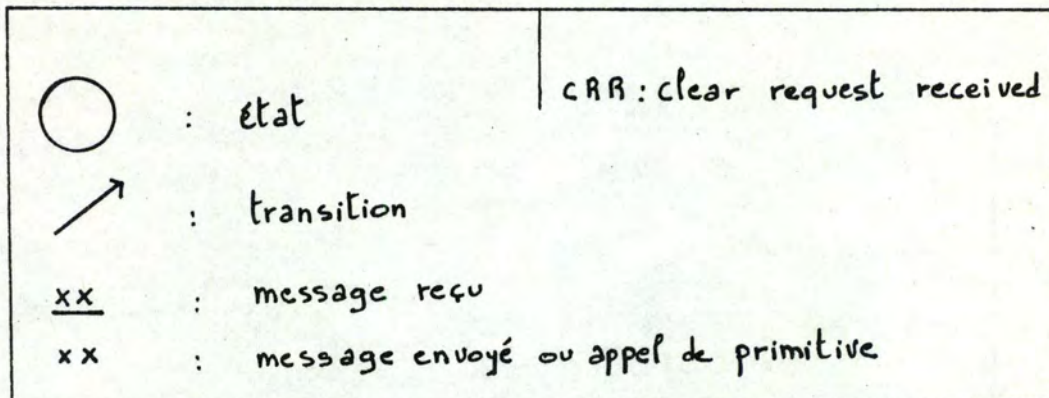 : état
cRR : clear request received
: transition
xx : message reçu
xx : message envoyé ou appel de primitive